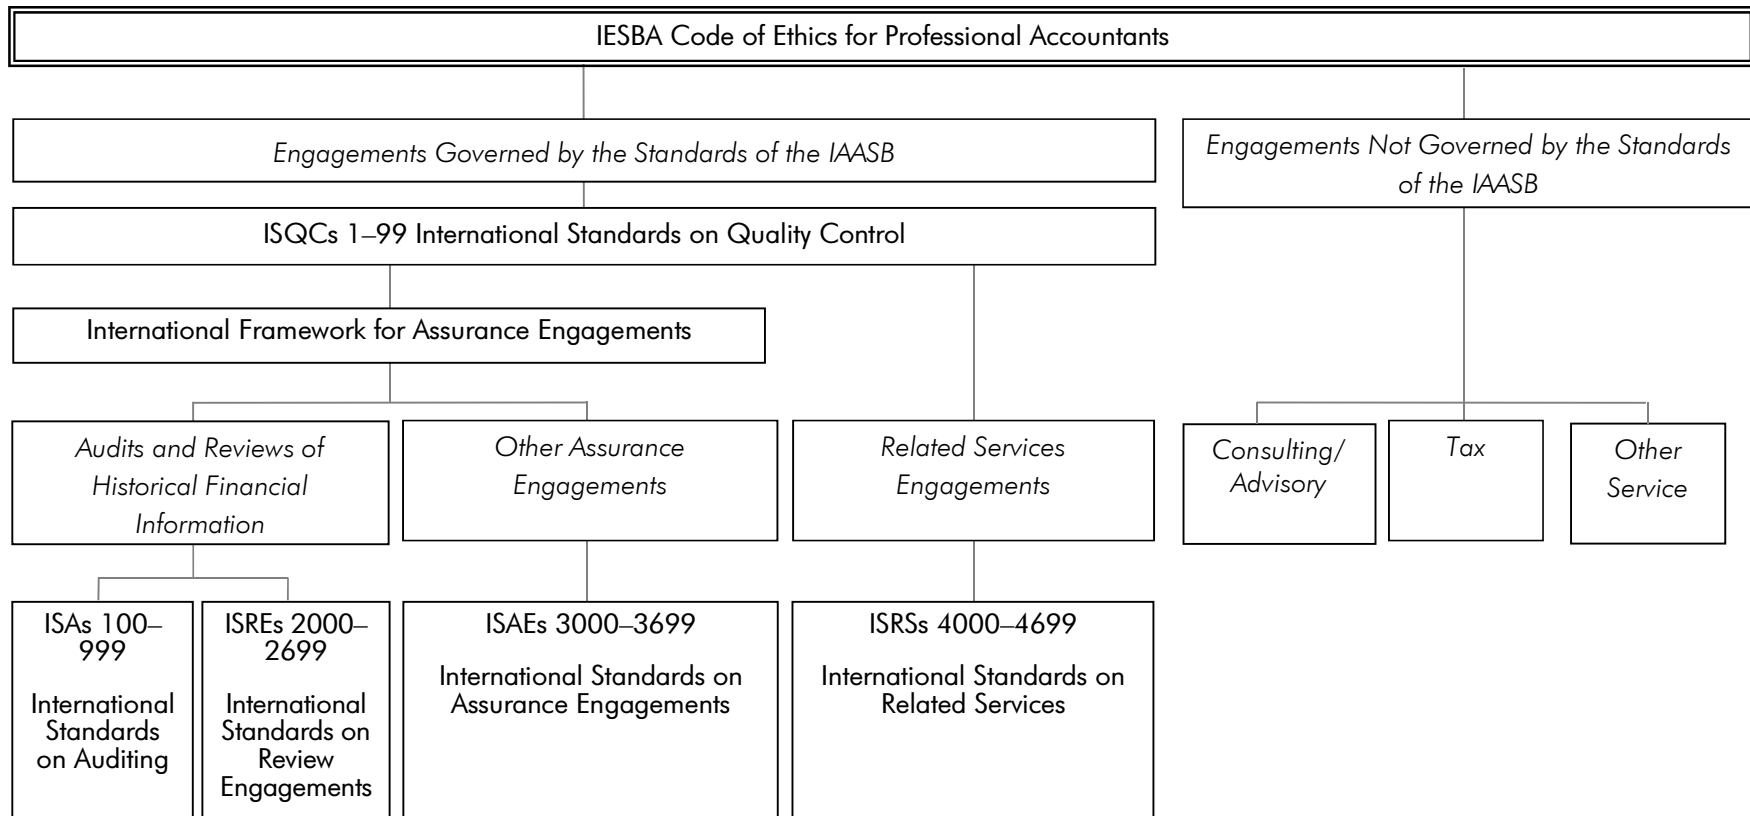 IESBA Code of Ethics for Professional Accountants
Engagements Governed by the Standards of the IAASB
Engagements Not Governed by the Standards
of the IAASB
ISQCs 1–99 International Standards on Quality Control
International Framework for Assurance Engagements
Audits and Reviews of
Historical Financial
Information
Other Assurance
Engagements
Related Services
Engagements
Consulting/
Advisory
Tax
Other
Service
ISAs 100–
999
International
Standards
on Auditing
ISREs 2000–
2699
International
Standards on
Review
Engagements
ISAEs 3000–3699
International Standards on
Assurance Engagements
ISRSs 4000–4699
International Standards on
Related Services